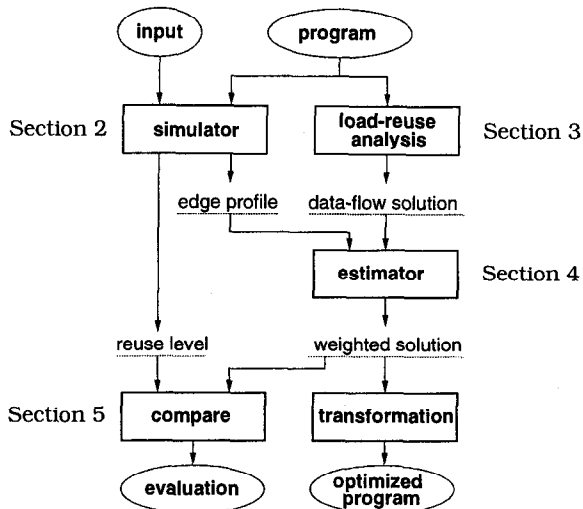 input
program
Section 2
simulator
load-reuse
analysis
Section 3
edge profile
data-flow solution
estimator
Section 4
reuse level
weighted solution
Section 5
compare
transformation
evaluation
optimized
program